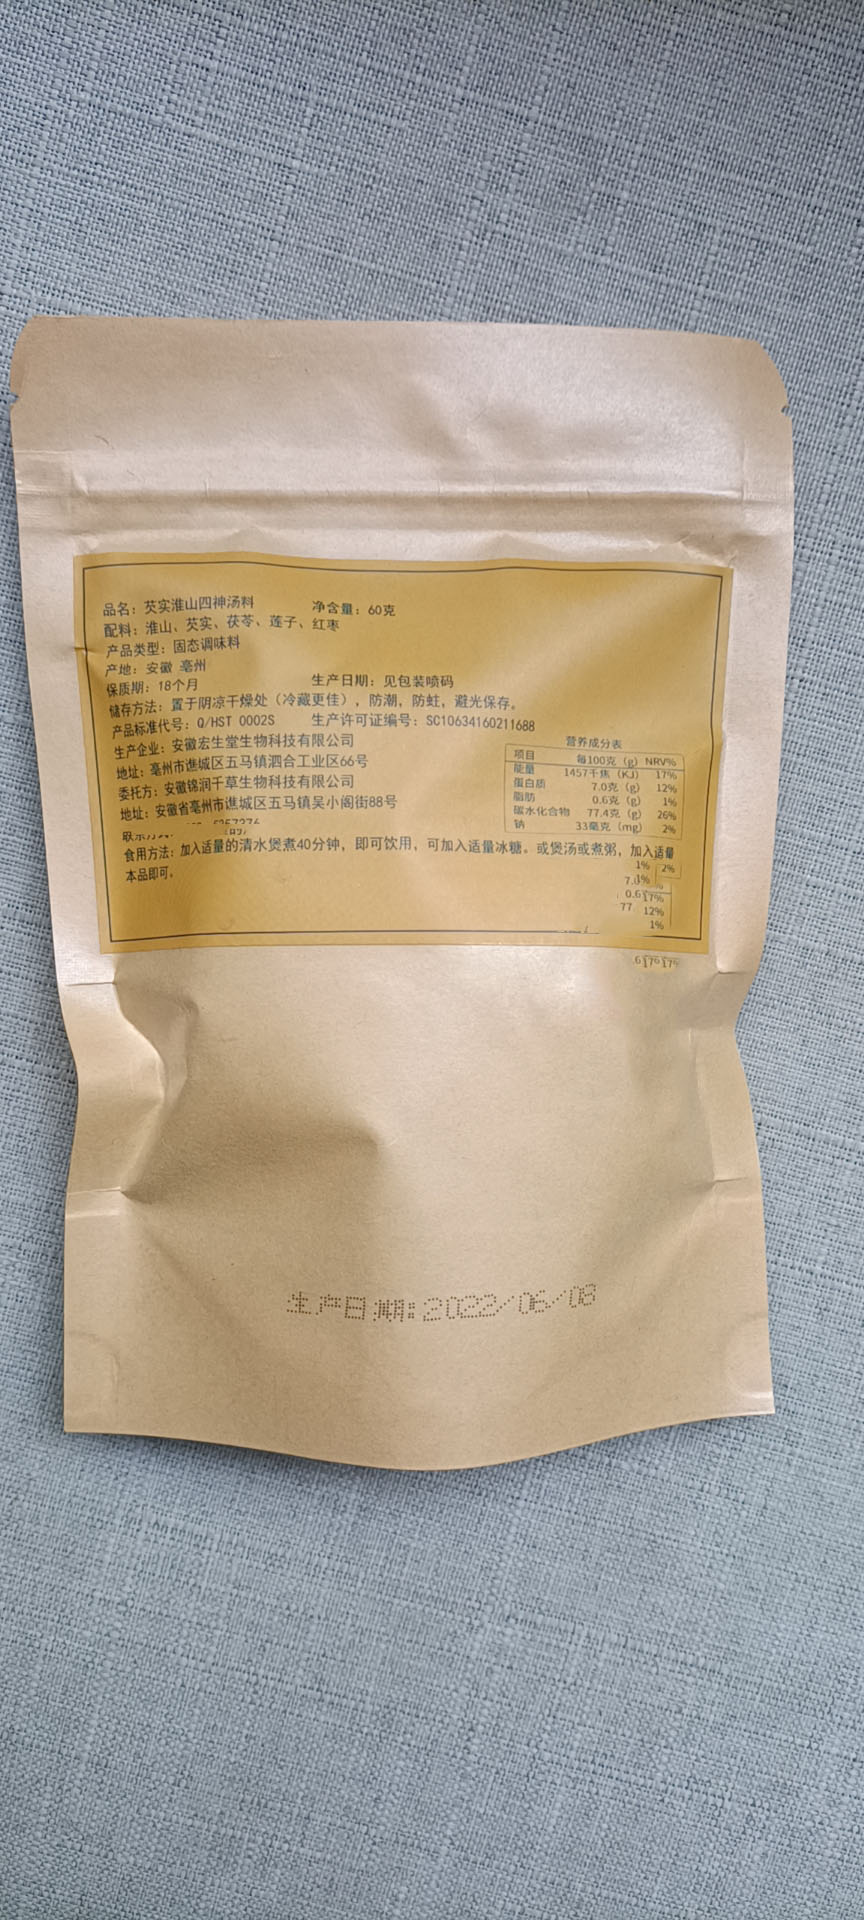 品名：芡实淮山四神汤料 净含量：60克
配料：淮山、芡实、茯苓、莲子、红枣
产品类型：固态调味料
产地：安徽 亳州
保质期：18个月 生产日期：见包装喷码
储存方法：置于阴凉干燥处（冷藏更佳），防潮，防蛀，避光保存。
产品标准代号：Q/HST 0002S 生产许可证编号：SC10634160211688
生产企业：安徽宏生堂生物科技有限公司
地址：亳州市谯城区五马镇泗合工业区66号
委托方：安徽锦润千草生物科技有限公司
地址：安徽省亳州市谯城区五马镇吴小阁街88号
营养成分表
项目 每100克（g） NRV%
能量 1457千焦（KJ） 17%
蛋白质 7.0克（g） 12%
脂肪 0.6克（g） 1%
碳水化合物 77.4克（g） 26%
钠 33毫克（mg） 2%
食用方法：加入适量的清水煲煮40分钟，即可饮用，可加入适量冰糖。或煲汤或煮粥，加入适量
本品即可。
1% 2%
1%
0.6 17%
77 12%
1%
生产日期:2022/06/08